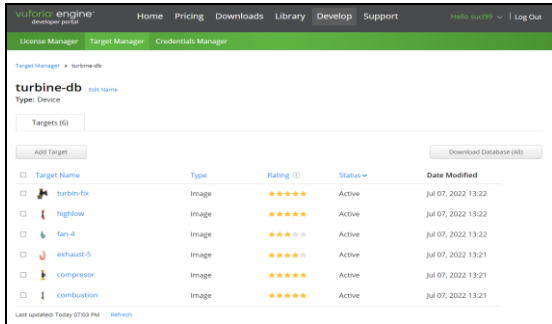 vuforia engine™ Home Pricing Downloads Library Develop Support Hello suci99 | Log Out
developer portal
License Manager Target Manager Credentials Manager
Target Manager > turbine-db
turbine-db Edit Name
Type: Device
Targets (6)
Add Target Download Database (All)
Target Name Type Rating Status Date Modified
turbin-fix Image Active Jul 07, 2022 13:22
highlow Image Active Jul 07, 2022 13:22
fan-4 Image Active Jul 07, 2022 13:22
exhaust-5 Image Active Jul 07, 2022 13:21
compresor Image Active Jul 07, 2022 13:21
combustion Image Active Jul 07, 2022 13:21
Last updated: Today 07:03 PM Refresh